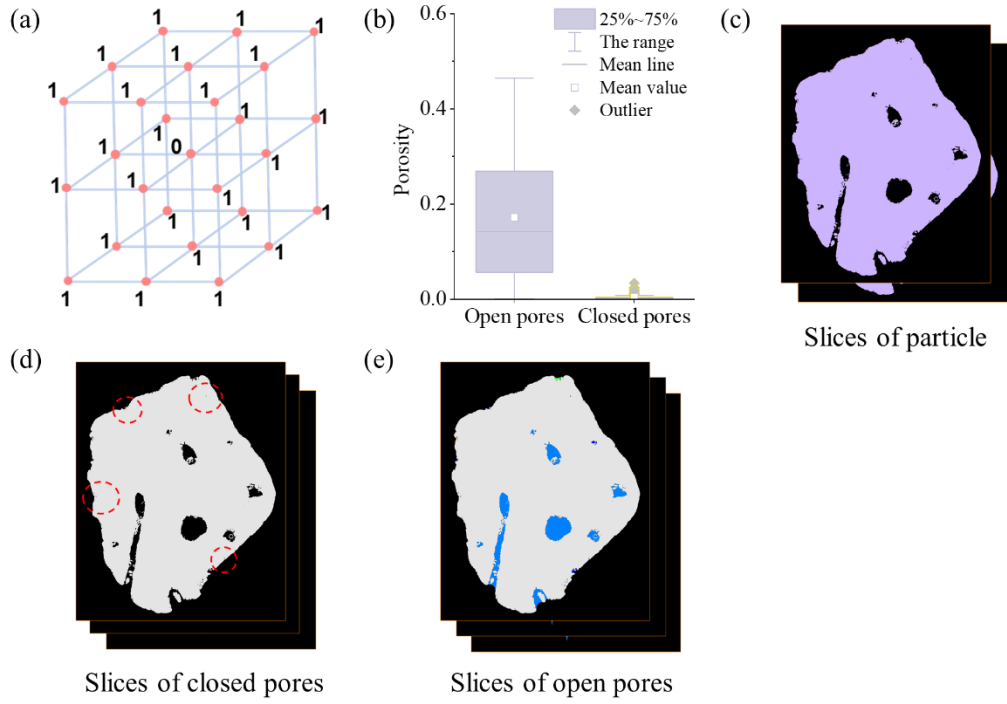 (a)
1 1 1
1 1 1
1 1 1
1 1 1
1 0 1
1 1 1
1 1 1
1 1 1
1 1 1
(b)
0.6
0.4
0.2
0.0
Porosity
25%~75%
The range
Mean line
Mean value
Outlier
Open pores
Closed pores
(c)
Slices of particle
(d)
Slices of closed pores
(e)
Slices of open pores